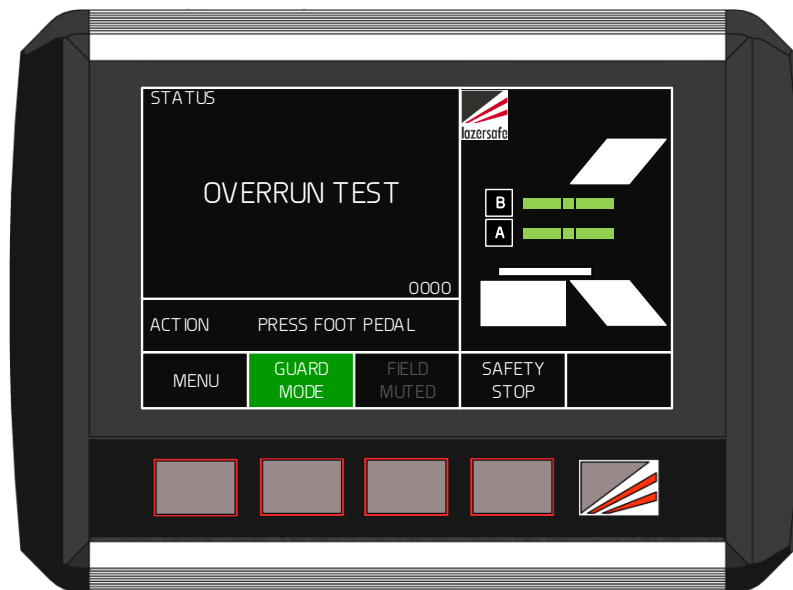 STATUS
lazersafe
OVERRUN TEST
B
A
0000
ACTION PRESS FOOT PEDAL
MENU
GUARD
MODE
FIELD
MUTED
SAFETY
STOP